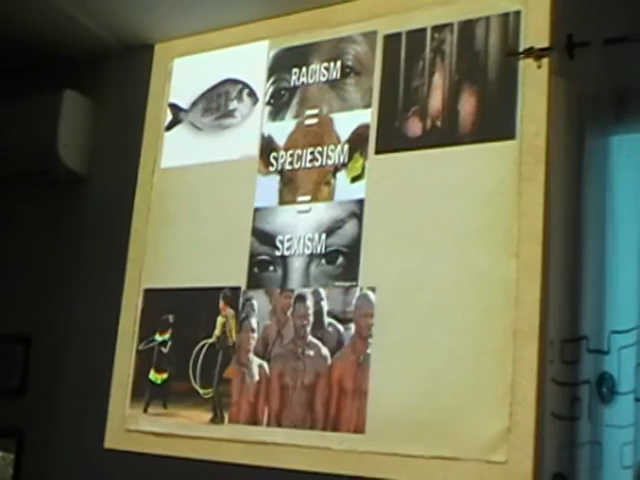 RACISM
=
SPECIESISM
=
SEXISM